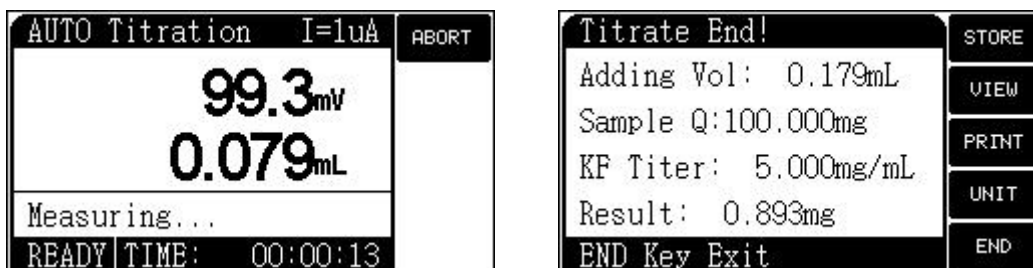 AUTO Titration I=1uA
ABORT
99.3mV
0.079mL
Measuring...
READY|TIME: 00:00:13
Titrate End!
STORE
Adding Vol: 0.179mL
VIEW
Sample Q:100.000mg
PRINT
KF Titer: 5.000mg/mL
UNIT
Result: 0.893mg
END Key Exit
END